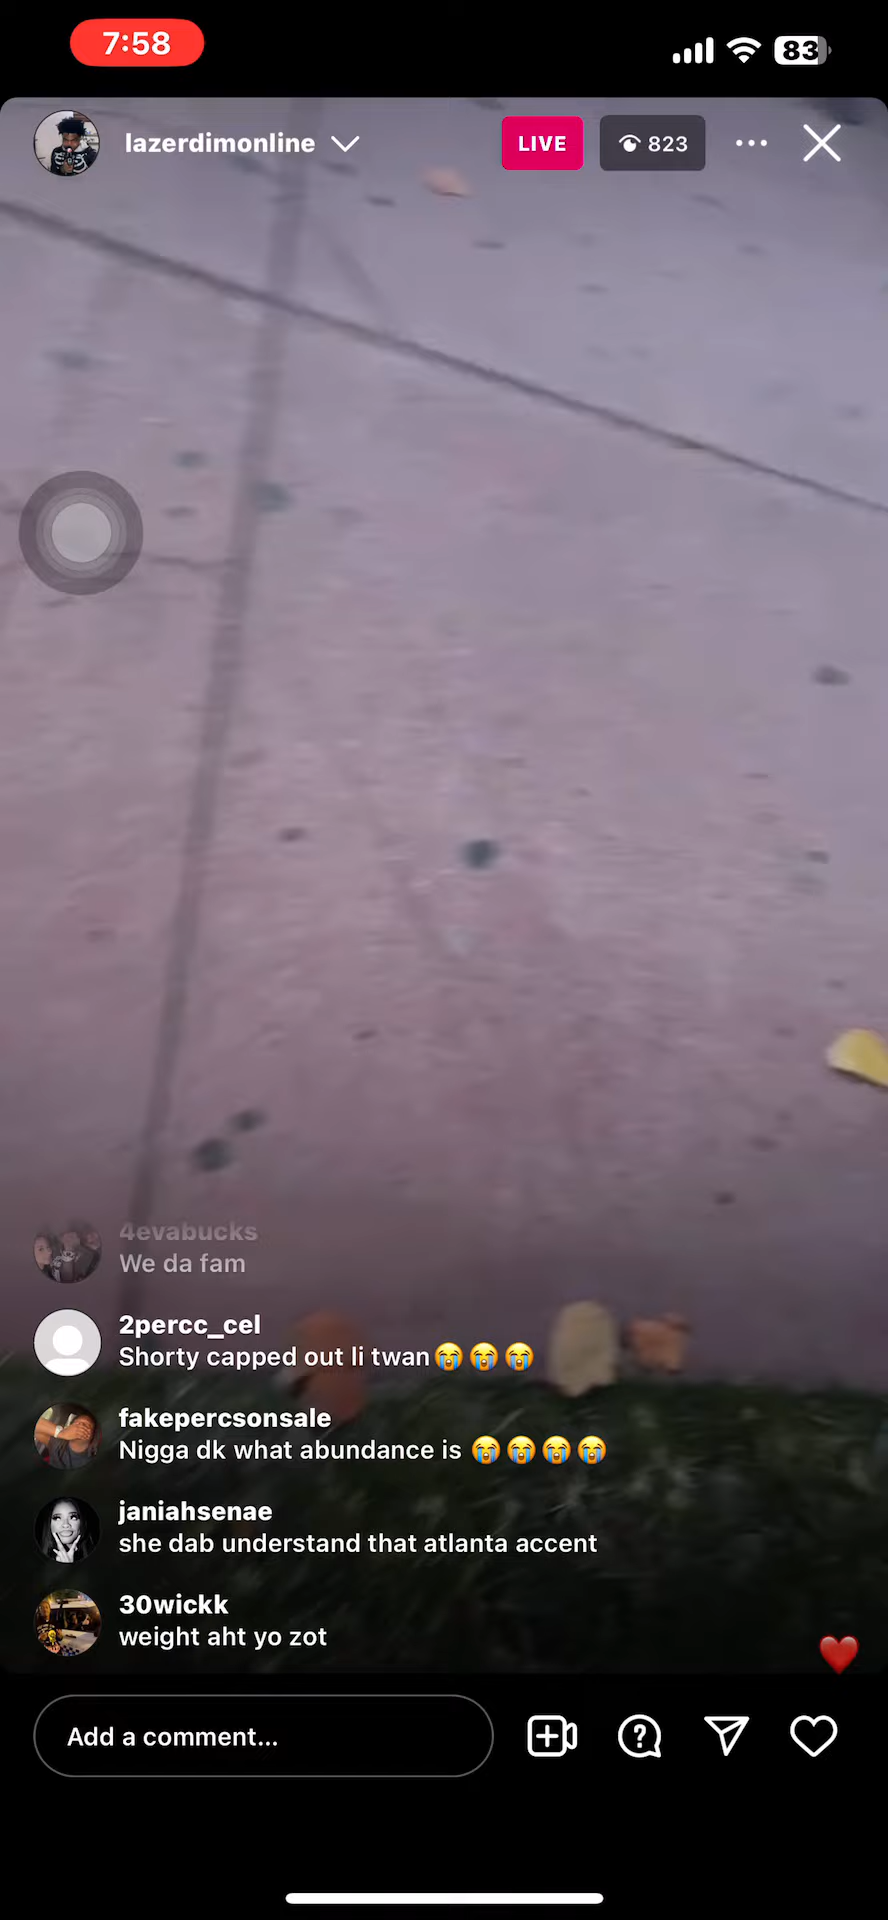 7:58
83
lazerdimonline
LIVE
823
4evabucks
We da fam
2percc_cel
Shorty capped out li twan😭😭😭
fakepercsonsale
Nigga dk what abundance is 😭😭😭😭
janiahsenae
she dab understand that atlanta accent
30wickk
weight aht yo zot
Add a comment...